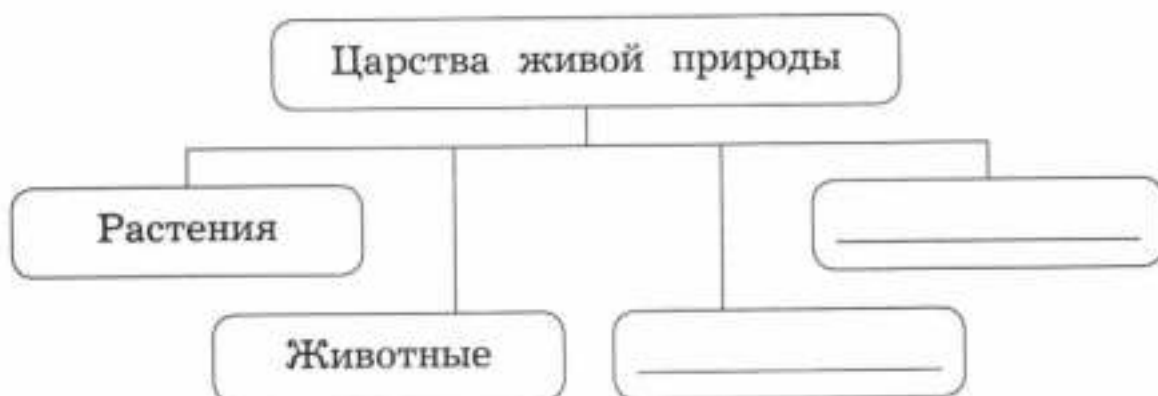 Царства живой природы
Растения
Животные